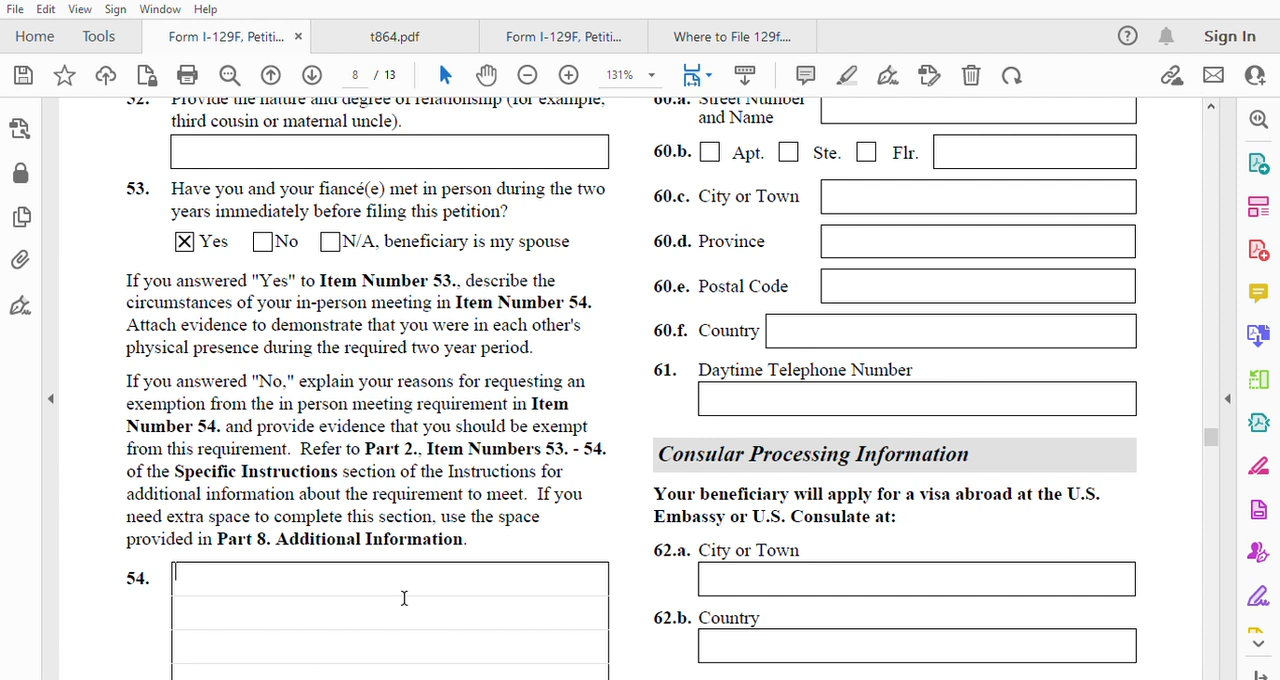 File Edit View Sign Window Help
Home Tools Form I-129F, Petiti... × t864.pdf Form I-129F, Petiti... Where to File 129f.... Sign In
8 / 13 131%
52. Provide the nature and degree of relationship (for example,
third cousin or maternal uncle).
53. Have you and your fiancé(e) met in person during the two
years immediately before filing this petition?
Yes No N/A, beneficiary is my spouse
If you answered "Yes" to Item Number 53., describe the
circumstances of your in-person meeting in Item Number 54.
Attach evidence to demonstrate that you were in each other's
physical presence during the required two year period.
If you answered "No," explain your reasons for requesting an
exemption from the in person meeting requirement in Item
Number 54. and provide evidence that you should be exempt
from this requirement. Refer to Part 2., Item Numbers 53. - 54.
of the Specific Instructions section of the Instructions for
additional information about the requirement to meet. If you
need extra space to complete this section, use the space
provided in Part 8. Additional Information.
54.
60.a. Street Number
and Name
60.b. Apt. Ste. Flr.
60.c. City or Town
60.d. Province
60.e. Postal Code
60.f. Country
61. Daytime Telephone Number
Consular Processing Information
Your beneficiary will apply for a visa abroad at the U.S.
Embassy or U.S. Consulate at:
62.a. City or Town
62.b. Country